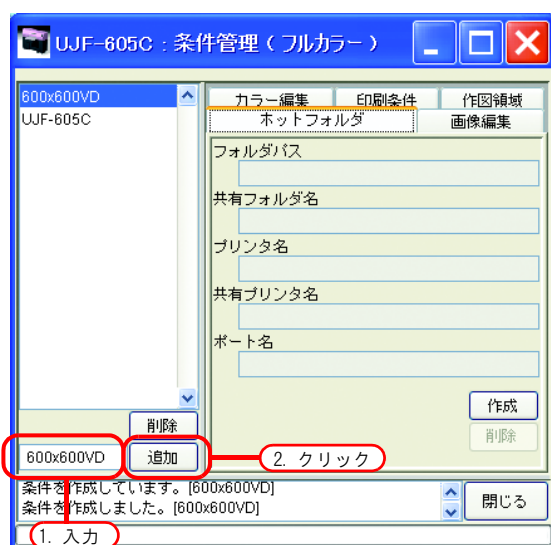 UJF-605C : 条件管理 ( フルカラー )
600x600VD
UJF-605C
カラー編集 印刷条件 作図領域
ホットフォルダ 画像編集
フォルダパス
共有フォルダ名
プリンタ名
共有プリンタ名
ポート名
作成
削除
削除
600x600VD 追加
2. クリック
条件を作成しています。[600x600VD]
条件を作成しました。[600x600VD]
閉じる
1. 入力